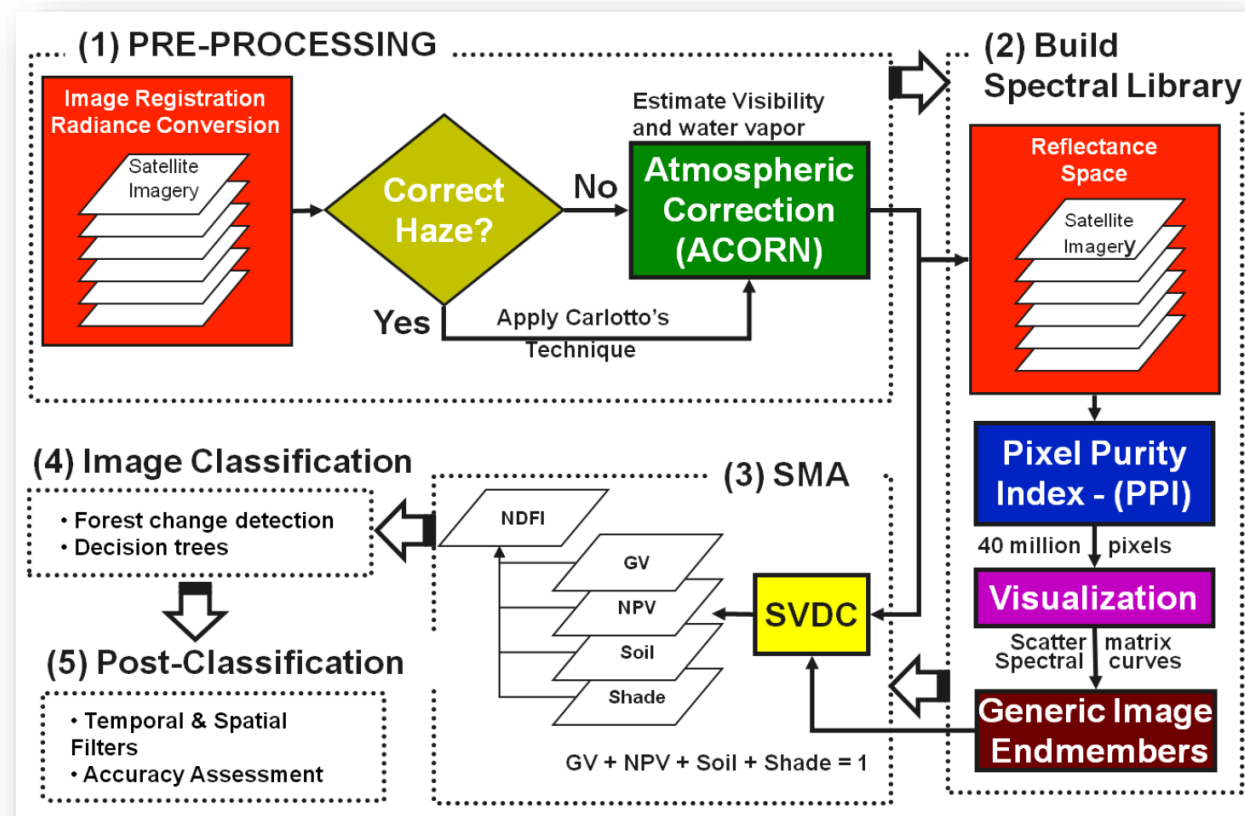 (1) PRE-PROCESSING
Image Registration
Radiance Conversion
Satellite
Imagery
Correct
Haze?
No
Yes
Estimate Visibility
and water vapor
Atmospheric
Correction
(ACORN)
Apply Carlotto's
Technique
(2) Build
Spectral Library
Reflectance
Space
Satellite
Imagery
Pixel Purity
Index - (PPI)
40 million pixels
Visualization
Scatter matrix
Spectral curves
Generic Image
Endmembers
(3) SMA
NDFI
GV
NPV
Soil
Shade
SVDC
GV + NPV + Soil + Shade = 1
(4) Image Classification
• Forest change detection
• Decision trees
(5) Post-Classification
• Temporal & Spatial
Filters
• Accuracy Assessment